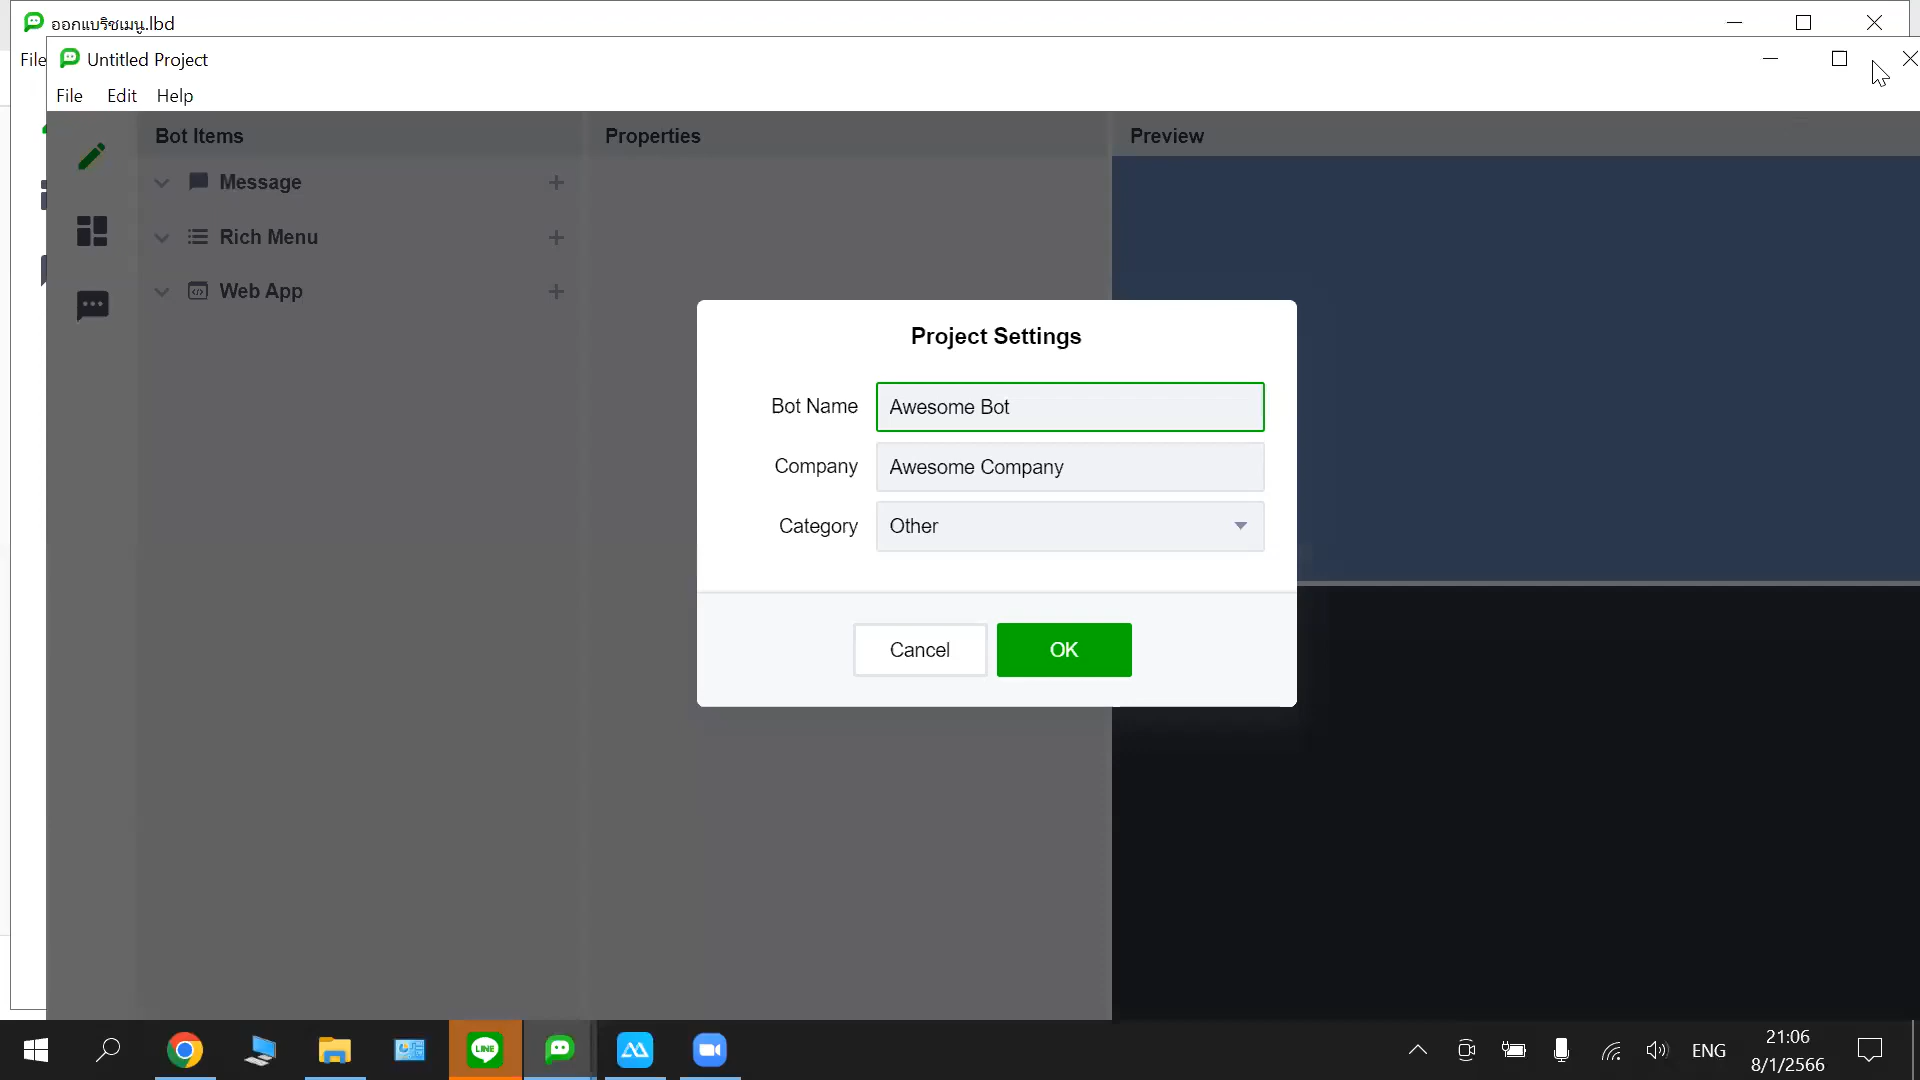 ออกแบริชเมนู.lbd
File
Untitled Project
File Edit Help
Bot Items Properties Preview
Message
Rich Menu
Web App
Project Settings
Bot Name Awesome Bot
Company Awesome Company
Category Other
Cancel OK
LINE
ENG
21:06
8/1/2566